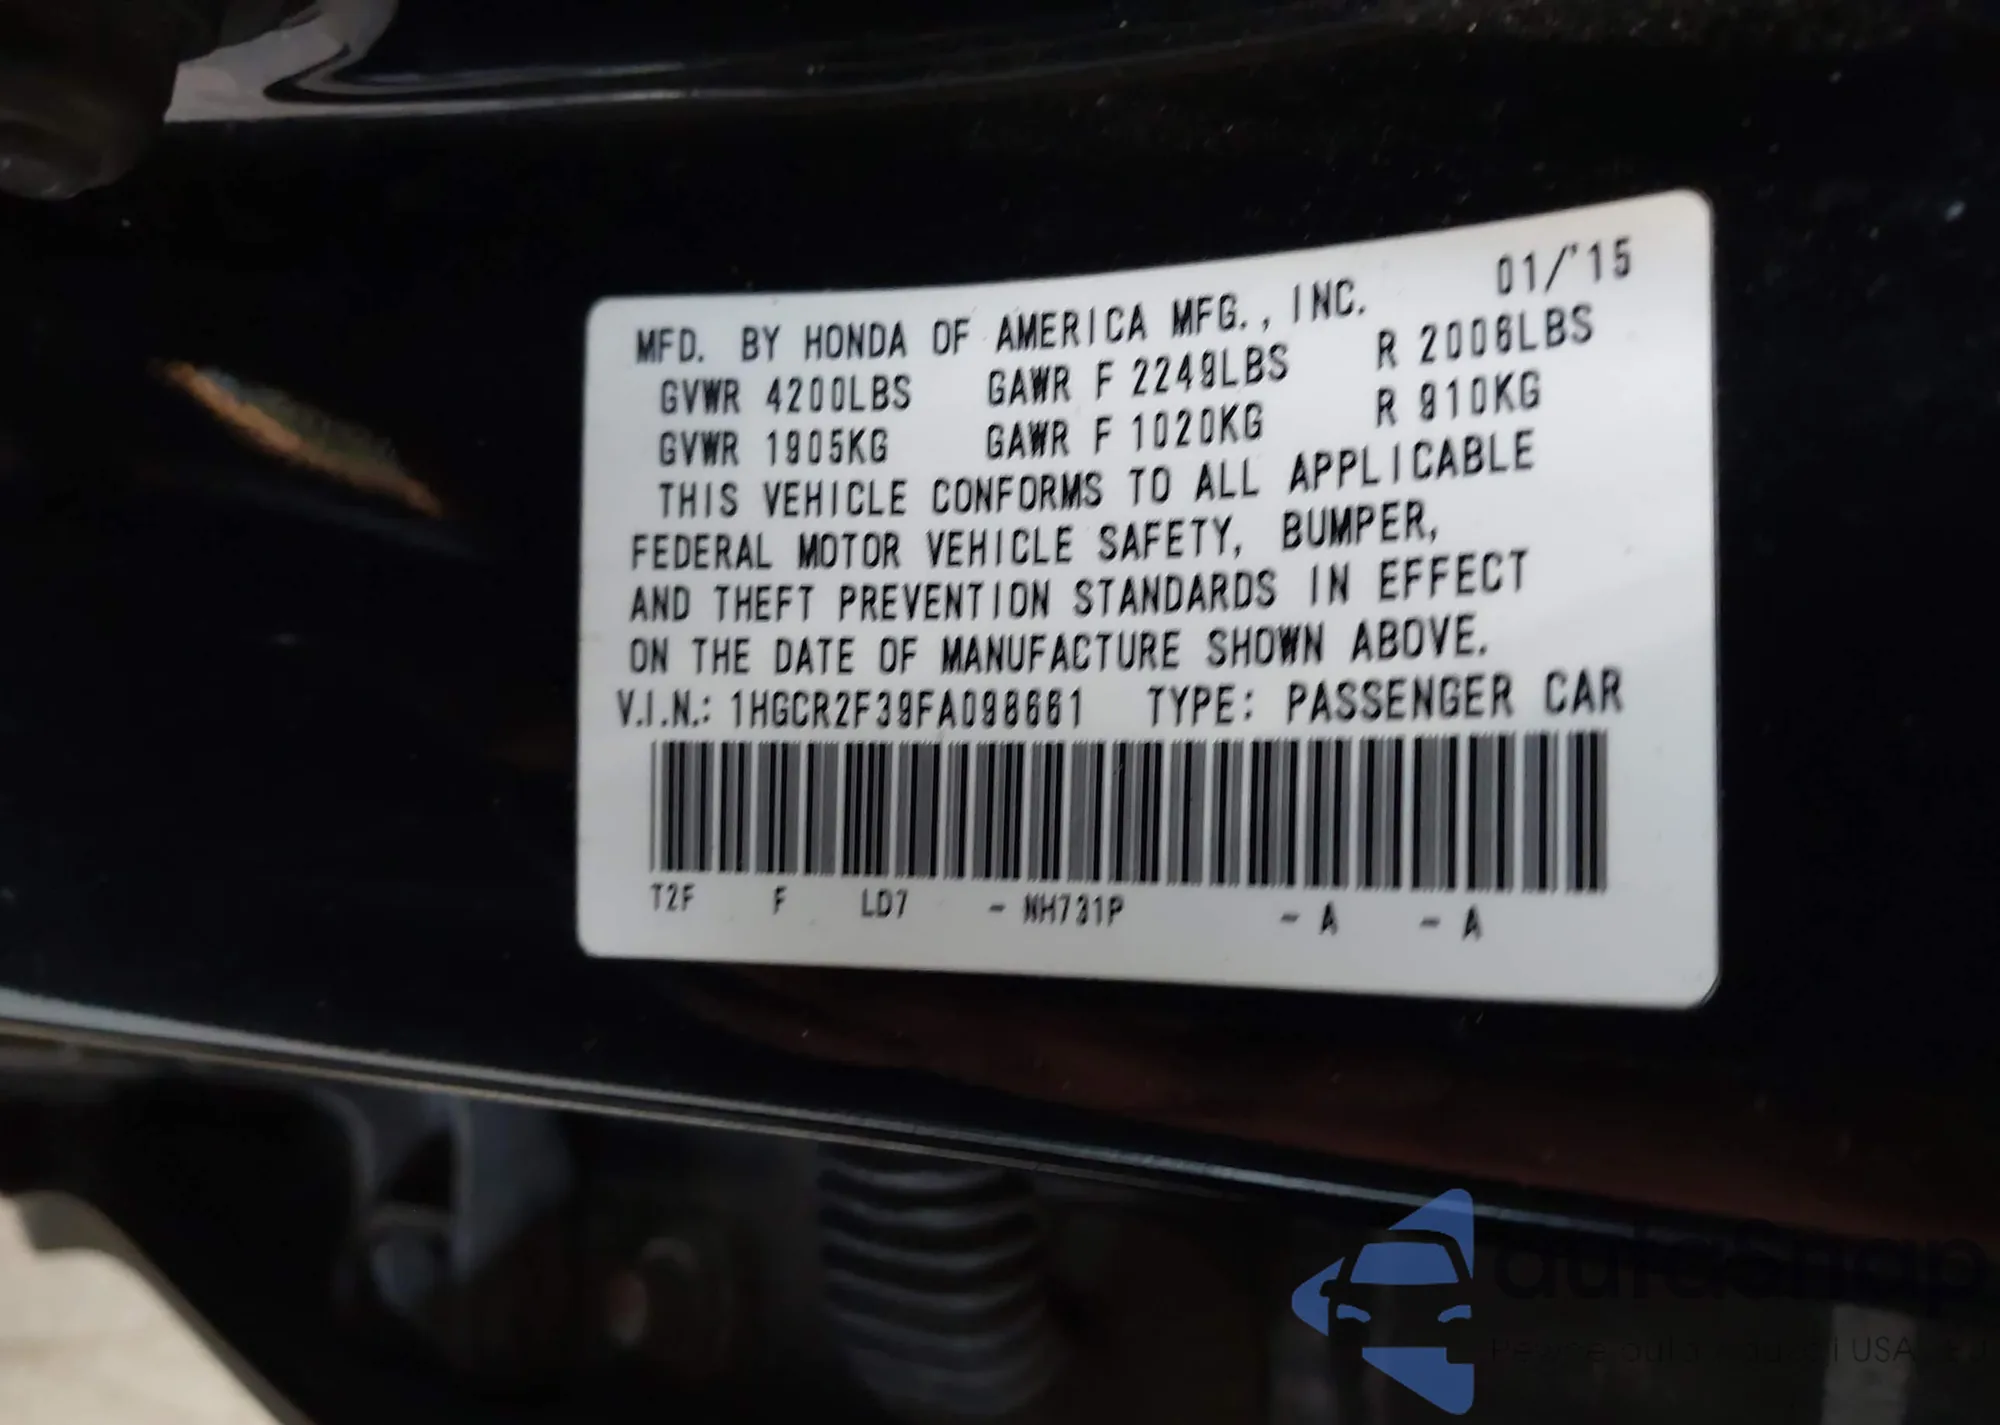 MFD. BY HONDA OF AMERICA MFG., INC. 01/'15
GVWR 4200LBS GAWR F 2249LBS R 2006LBS
GVWR 1905KG GAWR F 1020KG R 910KG
THIS VEHICLE CONFORMS TO ALL APPLICABLE
FEDERAL MOTOR VEHICLE SAFETY, BUMPER,
AND THEFT PREVENTION STANDARDS IN EFFECT
ON THE DATE OF MANUFACTURE SHOWN ABOVE.
V.I.N.: 1HGCR2F39FA098661 TYPE: PASSENGER CAR
T2F F LD7 - NH731P - A - A
USA